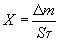 X = Δm / Sτ